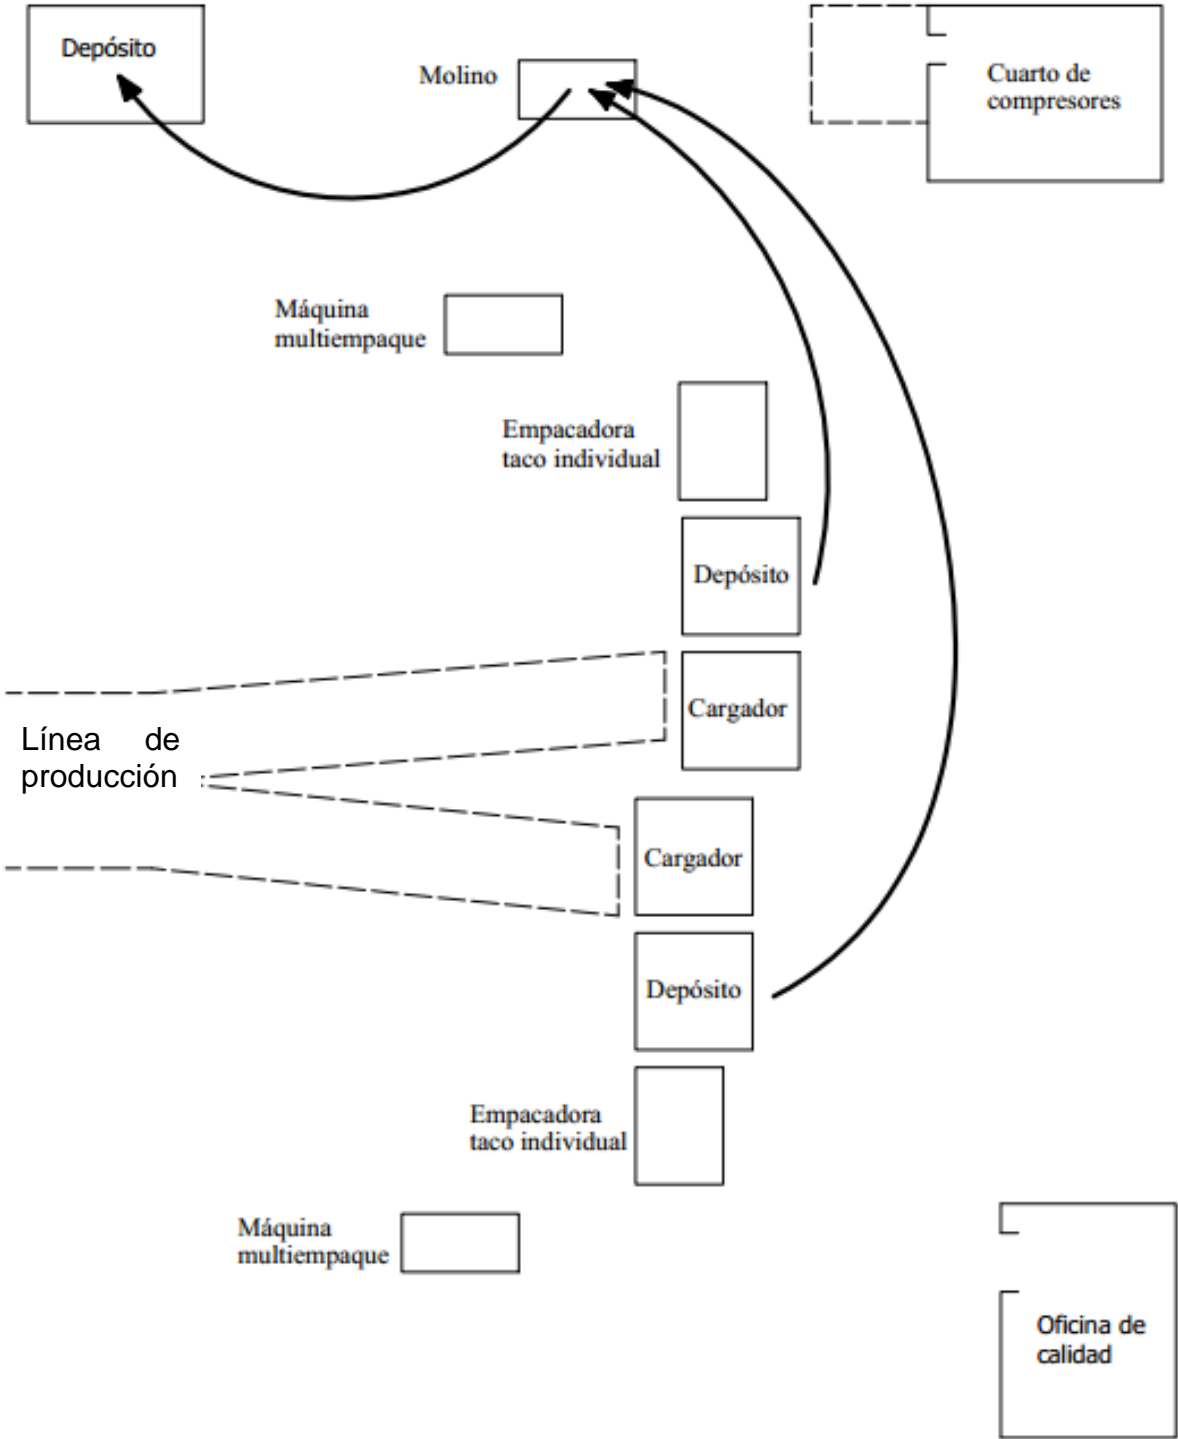 Depósito
Molino
Cuarto de
compresores
Máquina
multiempaque
Empacadora
taco individual
Depósito
Cargador
Línea de
producción
Cargador
Depósito
Empacadora
taco individual
Máquina
multiempaque
Oficina de
calidad